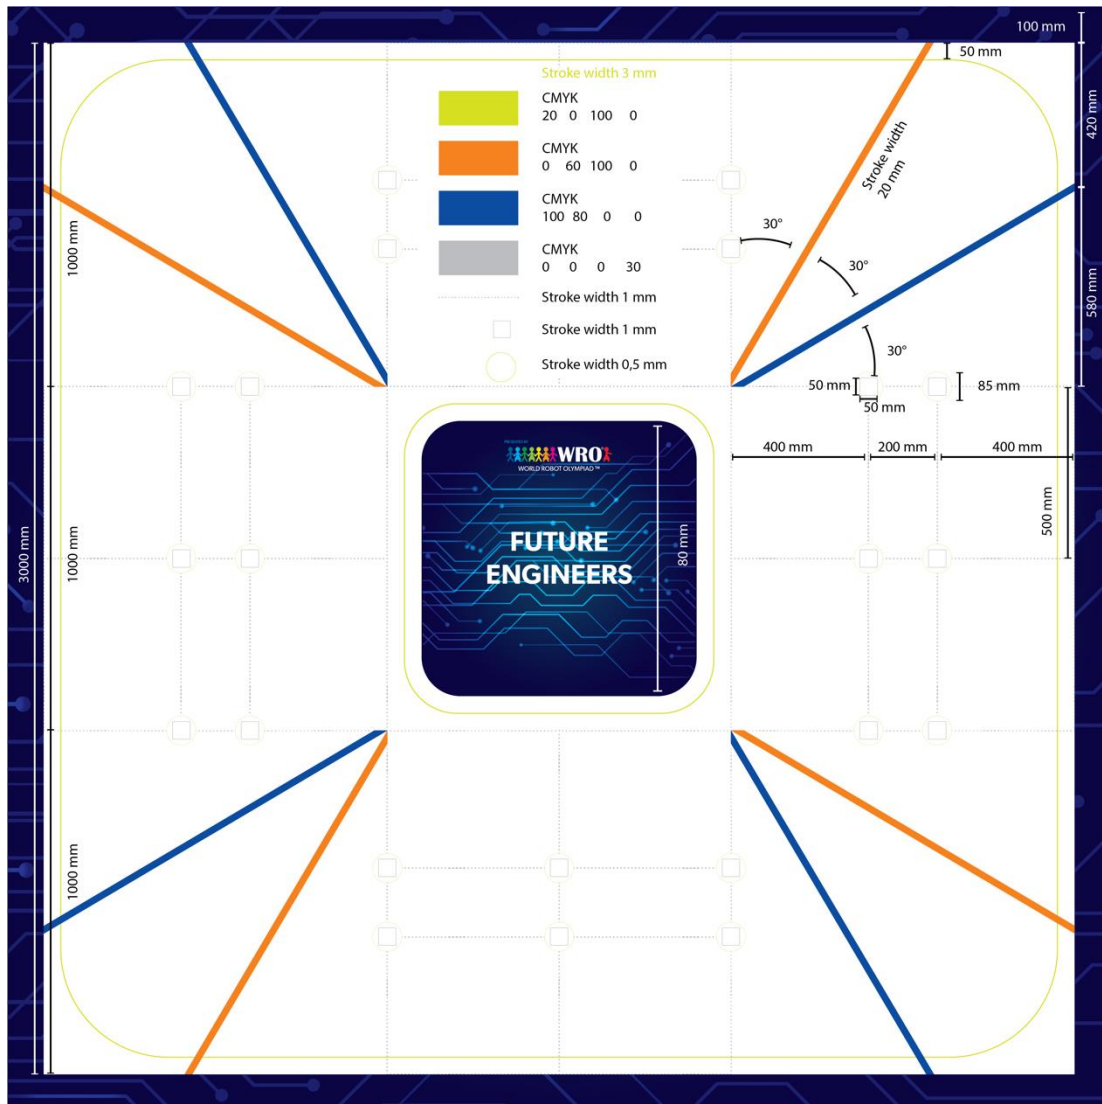 100 mm
50 mm
Stroke width 3 mm
CMYK
20 0 100 0
CMYK
0 60 100 0
CMYK
100 80 0 0
CMYK
0 0 0 30
Stroke width 1 mm
Stroke width 1 mm
Stroke width 0,5 mm
Stroke width
20 mm
420 mm
30°
30°
30°
580 mm
1000 mm
50 mm
50 mm
85 mm
400 mm
200 mm
400 mm
500 mm
PRESENTED BY
WRO
WORLD ROBOT OLYMPIAD ™
FUTURE
ENGINEERS
80 mm
3000 mm
1000 mm
1000 mm